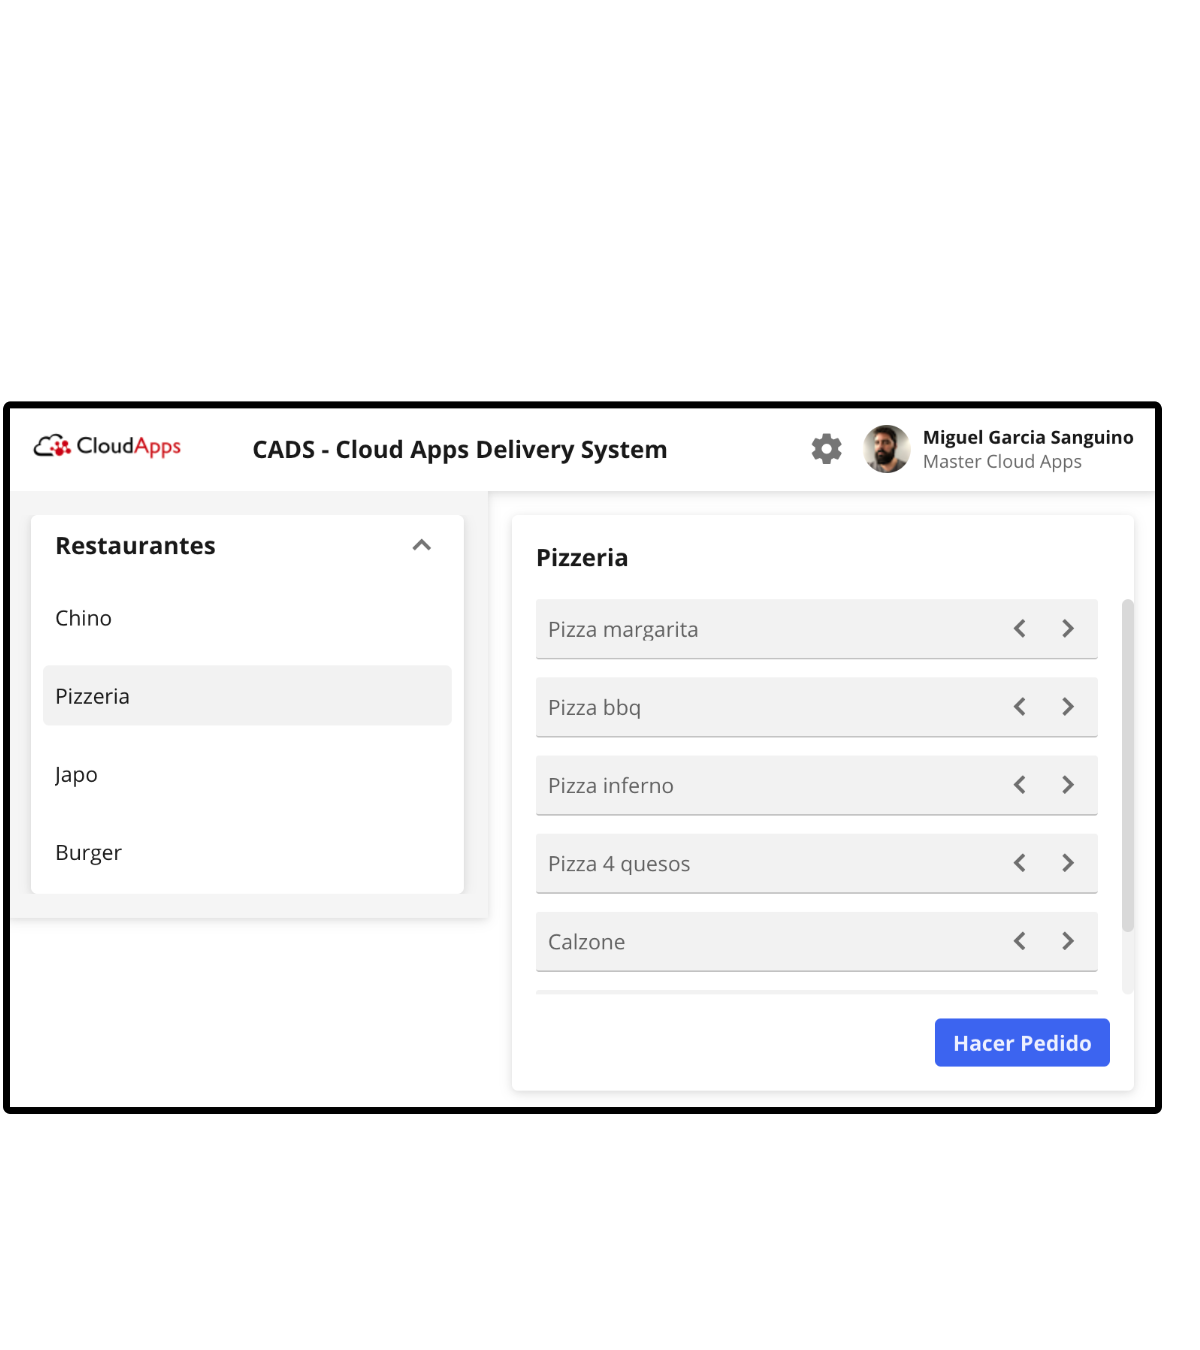 CloudApps
CADS - Cloud Apps Delivery System
Miguel Garcia Sanguino
Master Cloud Apps
Restaurantes
Chino
Pizzeria
Japo
Burger
Pizzeria
Pizza margarita
Pizza bbq
Pizza inferno
Pizza 4 quesos
Calzone
Hacer Pedido